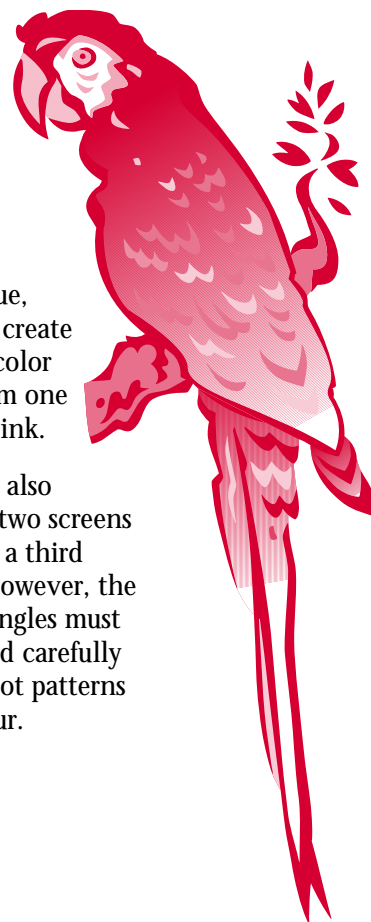 ue,
create
color
m one
ink.
also
two screens
a third
owever, the
ngles must
d carefully
ot patterns
ur.